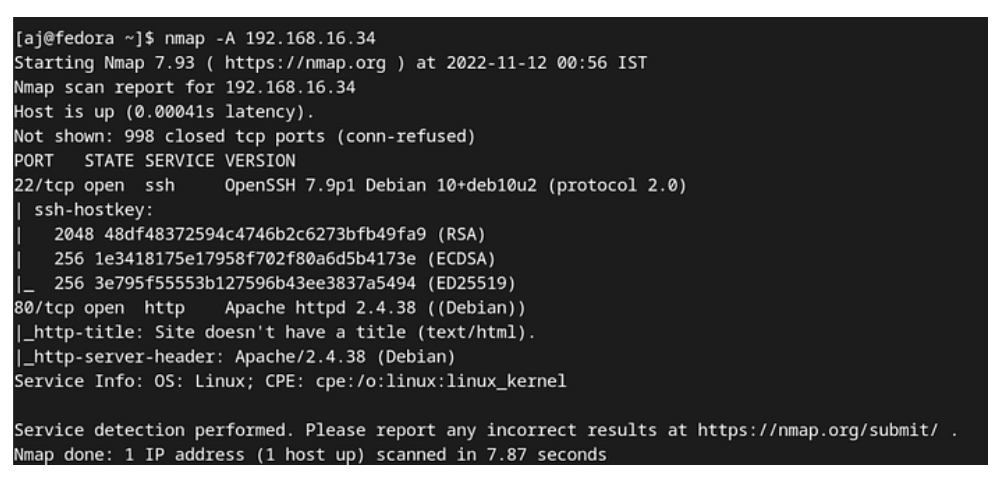 [aj@fedora ~]$ nmap -A 192.168.16.34
Starting Nmap 7.93 ( https://nmap.org ) at 2022-11-12 00:56 IST
Nmap scan report for 192.168.16.34
Host is up (0.00041s latency).
Not shown: 998 closed tcp ports (conn-refused)
PORT   STATE SERVICE VERSION
22/tcp open  ssh     OpenSSH 7.9p1 Debian 10+deb10u2 (protocol 2.0)
| ssh-hostkey:
|   2048 48df48372594c4746b2c6273bfb49fa9 (RSA)
|   256 1e3418175e17958f702f80a6d5b4173e (ECDSA)
|_  256 3e795f55553b127596b43ee3837a5494 (ED25519)
80/tcp open  http    Apache httpd 2.4.38 ((Debian))
|_http-title: Site doesn't have a title (text/html).
|_http-server-header: Apache/2.4.38 (Debian)
Service Info: OS: Linux; CPE: cpe:/o:linux:linux_kernel
Service detection performed. Please report any incorrect results at https://nmap.org/submit/ .
Nmap done: 1 IP address (1 host up) scanned in 7.87 seconds